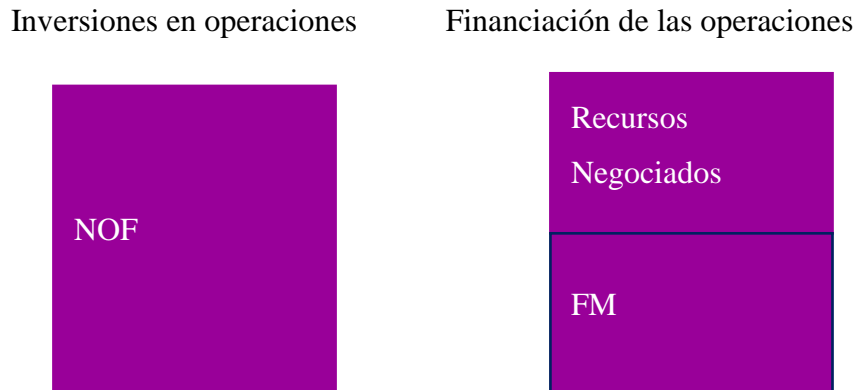 Inversiones en operaciones
Financiación de las operaciones
NOF
Recursos
Negociados
FM